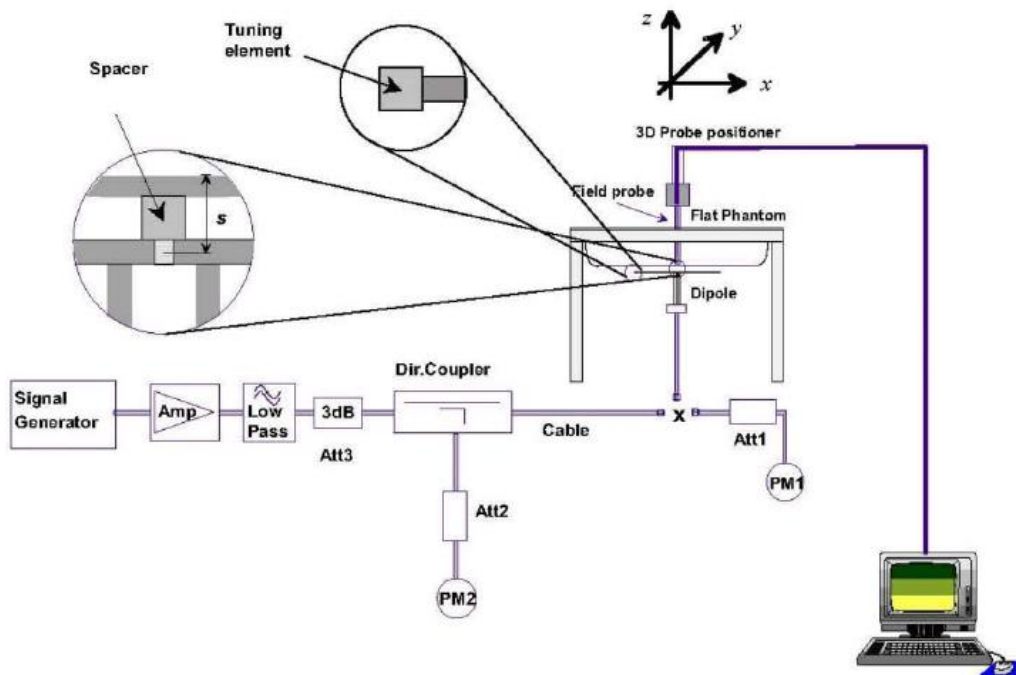 Tuning
element
Spacer
s
z
y
x
3D Probe positioner
Field probe
Flat Phantom
Dipole
Signal
Generator
Amp
Low
Pass
3dB
Att3
Dir.Coupler
Cable
x
Att1
PM1
Att2
PM2